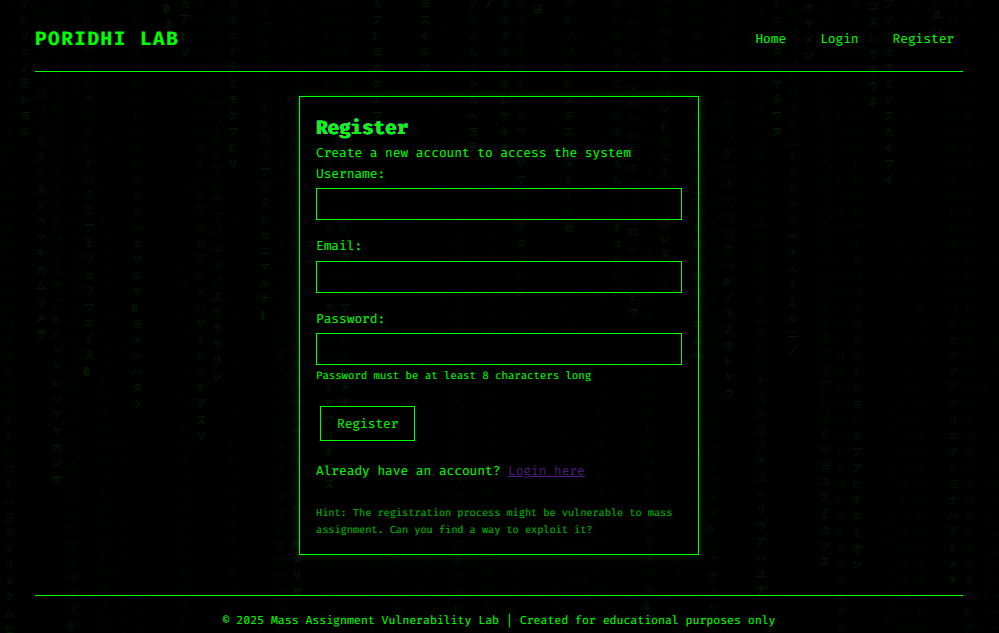 PORIDHI LAB
Home Login Register
Register
Create a new account to access the system
Username:
Email:
Password:
Password must be at least 8 characters long
Register
Already have an account? Login here
Hint: The registration process might be vulnerable to mass
assignment. Can you find a way to exploit it?
© 2025 Mass Assignment Vulnerability Lab | Created for educational purposes only